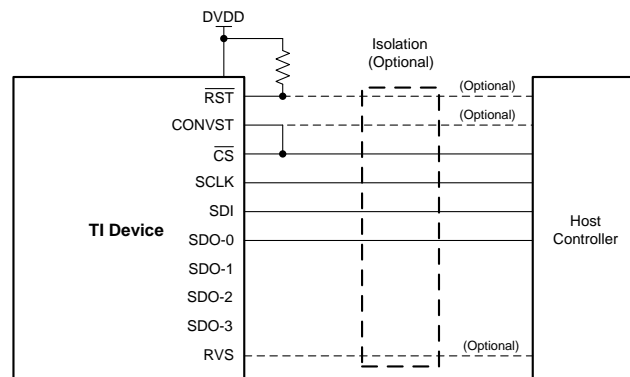 DVDD
Isolation
(Optional)
RST
(Optional)
CONVST
(Optional)
CS
SCLK
SDI
TI Device
SDO-0
Host
Controller
SDO-1
SDO-2
SDO-3
RVS
(Optional)